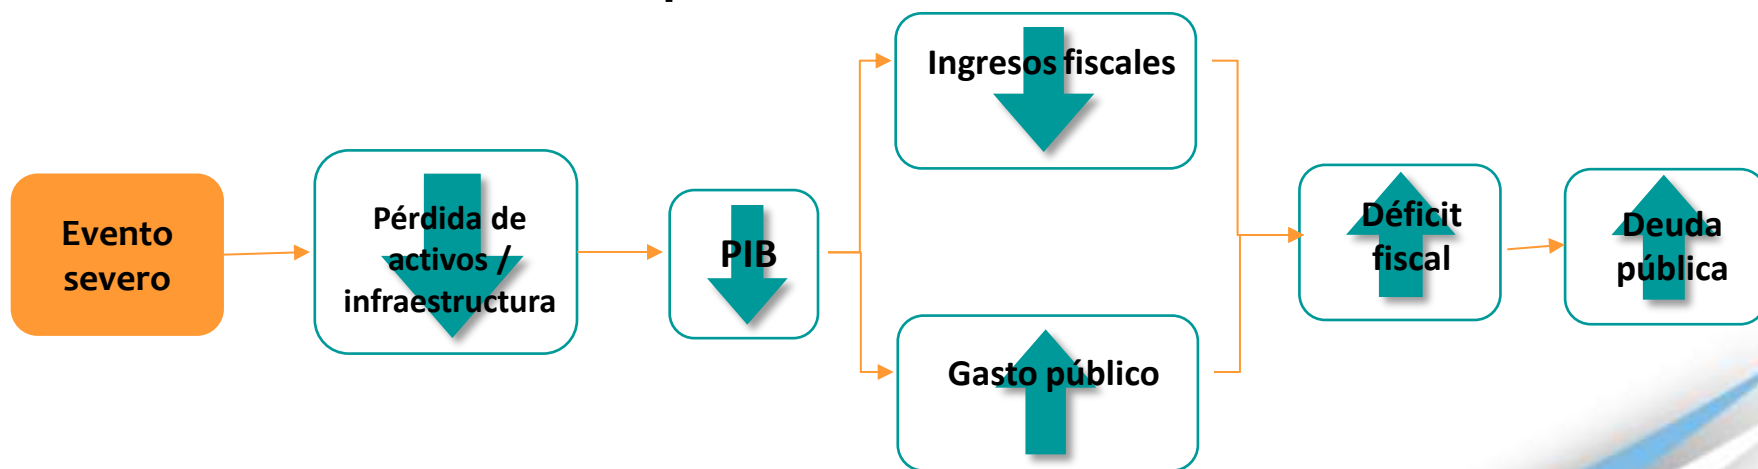 Evento
severo
Pérdida de
activos /
infraestructura
PIB
Ingresos fiscales
Gasto público
Déficit
fiscal
Deuda
pública